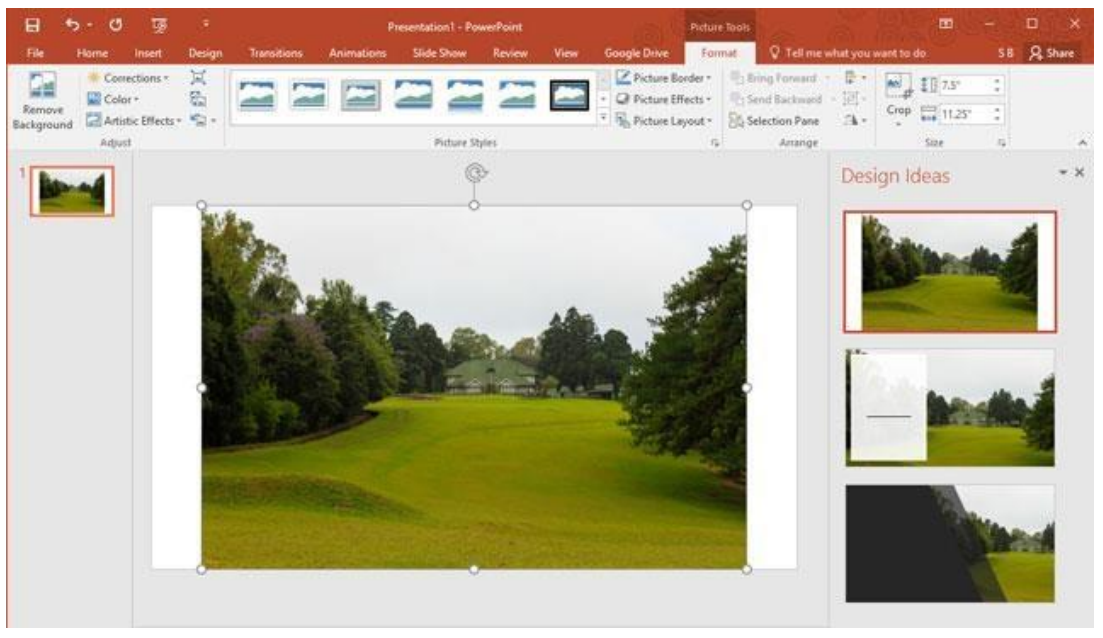 Presentation1 - PowerPoint
Picture Tools
File Home Insert Design Transitions Animations Slide Show Review View Google Drive Format Tell me what you want to do S B Share
Remove Background
Corrections
Color
Artistic Effects
Adjust
Picture Styles
Picture Border
Picture Effects
Picture Layout
Bring Forward
Send Backward
Selection Pane
Arrange
Crop
7.5"
11.25"
Size
1
Design Ideas